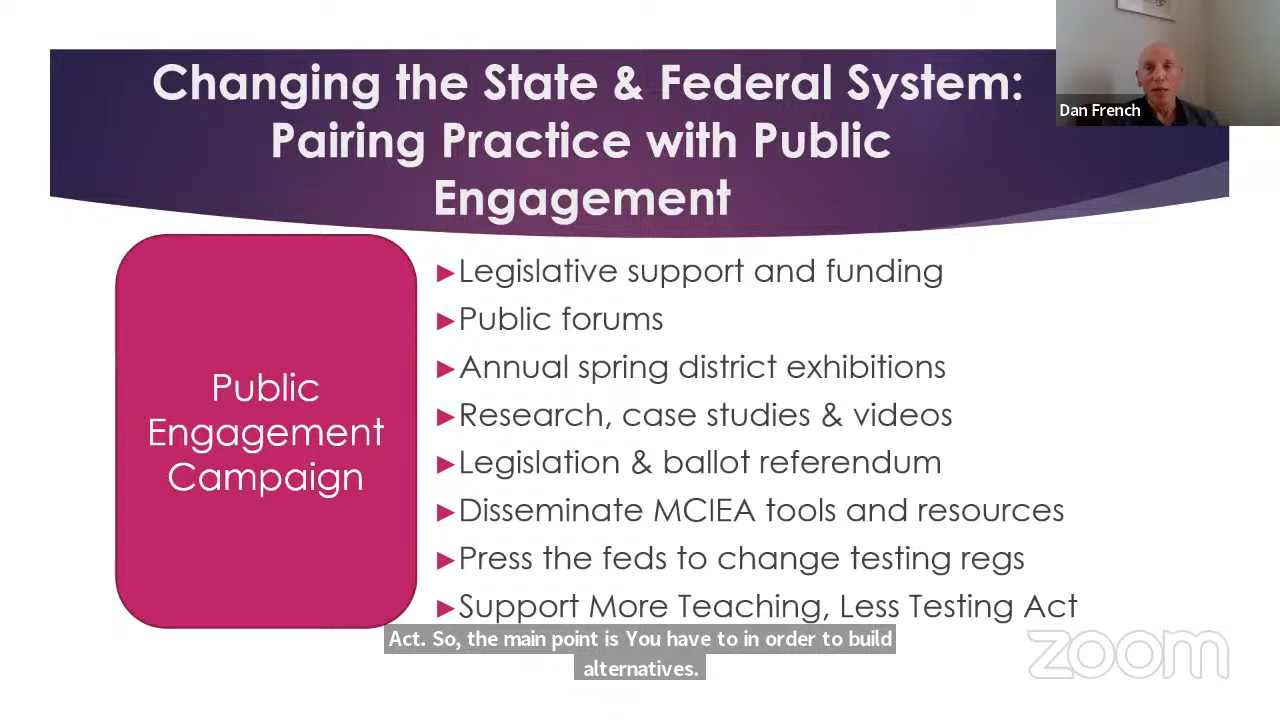 Changing the State & Federal System:
Pairing Practice with Public
Engagement
Dan French
Public
Engagement
Campaign
►Legislative support and funding
►Public forums
►Annual spring district exhibitions
►Research, case studies & videos
►Legislation & ballot referendum
►Disseminate MCIEA tools and resources
►Press the feds to change testing regs
►Support More Teaching, Less Testing Act
Act. So, the main point is You have to in order to build
alternatives.
zoom